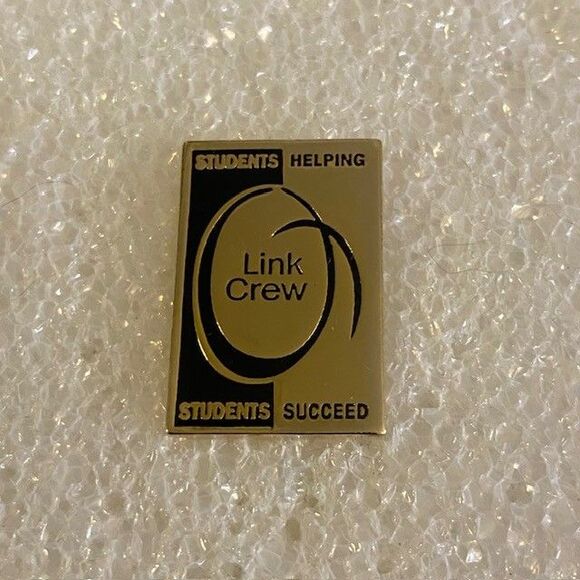 STUDENTS HELPING
Link
Crew
STUDENTS SUCCEED